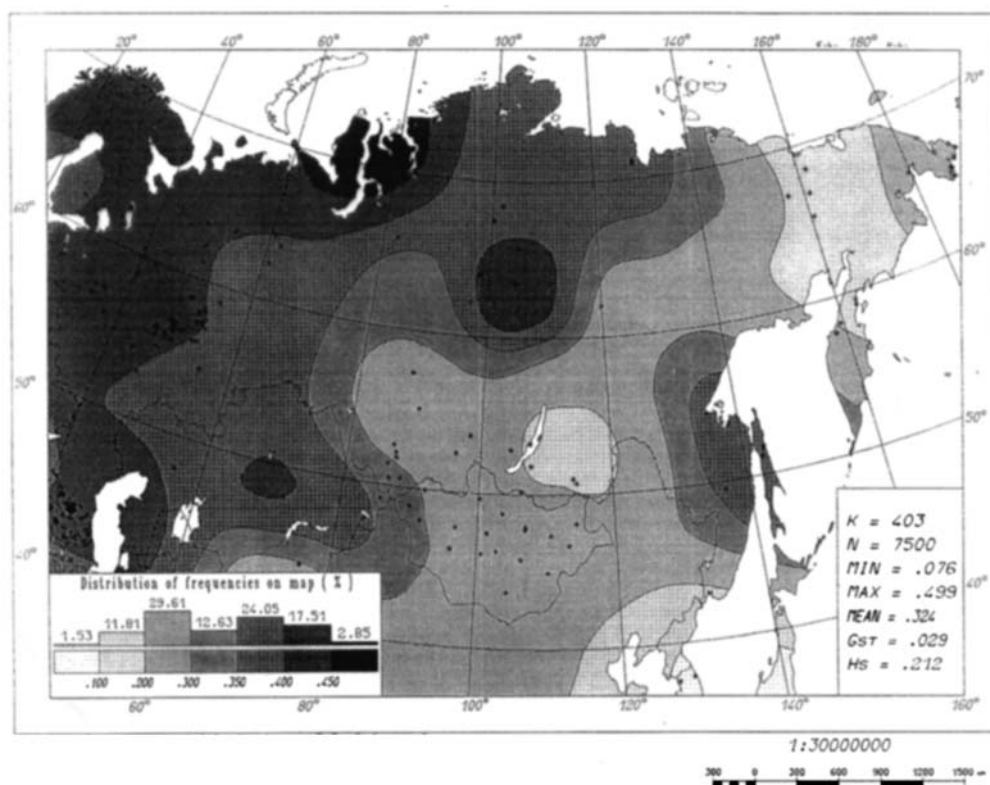 20° 40° 60° 80° 100° 120° 140° 160° 180°
70°
60° 60°
50° 50°
40° 40°
Distribution of frequencies on map ( % )
1.53 11.81 29.61 12.63 24.05 17.51 2.85
.100 .200 .300 .350 .400 .450
K = 403
N = 7500
MIN = .076
MAX = .499
MEAN = .324
GST = .029
HS = .212
60° 80° 100° 120° 140° 160°
1:30000000
300 0 300 600 900 1200 1500